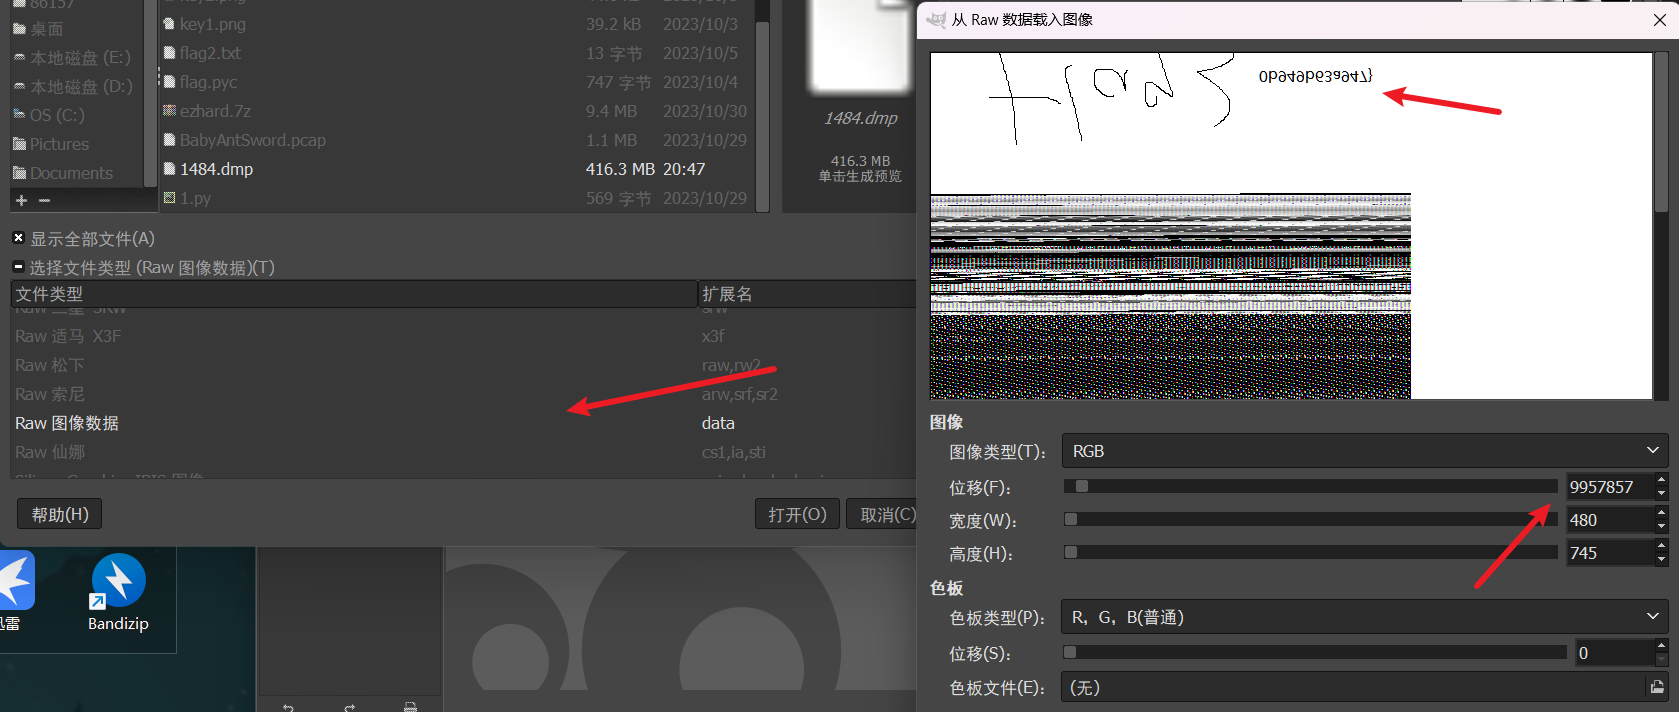 86157
桌面
本地磁盘 (E:)
本地磁盘 (D:)
OS (C:)
Pictures
Documents
key1.png 39.2 kB 2023/10/3
flag2.txt 13 字节 2023/10/5
flag.pyc 747 字节 2023/10/4
ezhard.7z 9.4 MB 2023/10/30
BabyAntSword.pcap 1.1 MB 2023/10/29
1484.dmp 416.3 MB 20:47
1.py 569 字节 2023/10/29
1484.dmp
416.3 MB
单击生成预览
显示全部文件(A)
选择文件类型 (Raw 图像数据)(T)
文件类型 扩展名
Raw 适马 X3F x3f
Raw 松下 raw,rw2
Raw 索尼 arw,srf,sr2
Raw 图像数据 data
Raw 仙娜 cs1,ia,sti
帮助(H)
打开(O)
取消(C)
迅雷
Bandizip
从 Raw 数据载入图像
0b949b63a947}
图像
图像类型(T): RGB
位移(F): 9957857
宽度(W): 480
高度(H): 745
色板
色板类型(P): R, G, B(普通)
位移(S): 0
色板文件(E): (无)